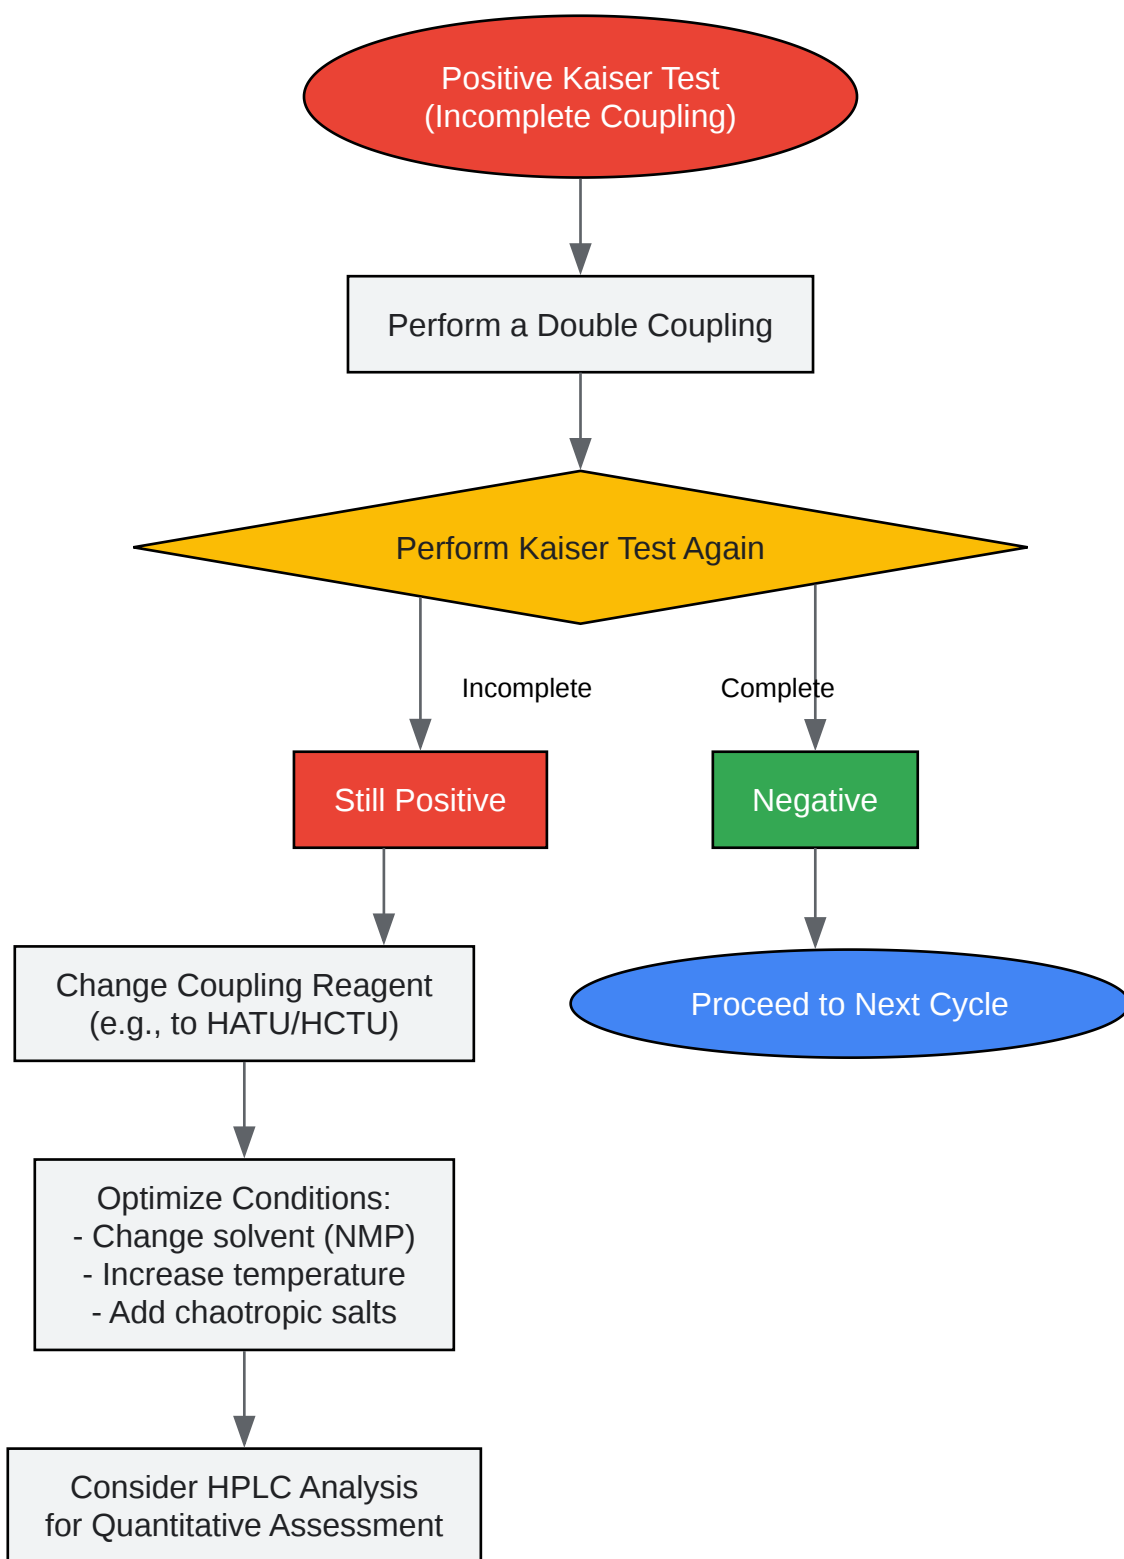 Positive Kaiser Test
(Incomplete Coupling)
Perform a Double Coupling
Perform Kaiser Test Again
Incomplete
Complete
Still Positive
Negative
Change Coupling Reagent
(e.g., to HATU/HCTU)
Proceed to Next Cycle
Optimize Conditions:
- Change solvent (NMP)
- Increase temperature
- Add chaotropic salts
Consider HPLC Analysis
for Quantitative Assessment